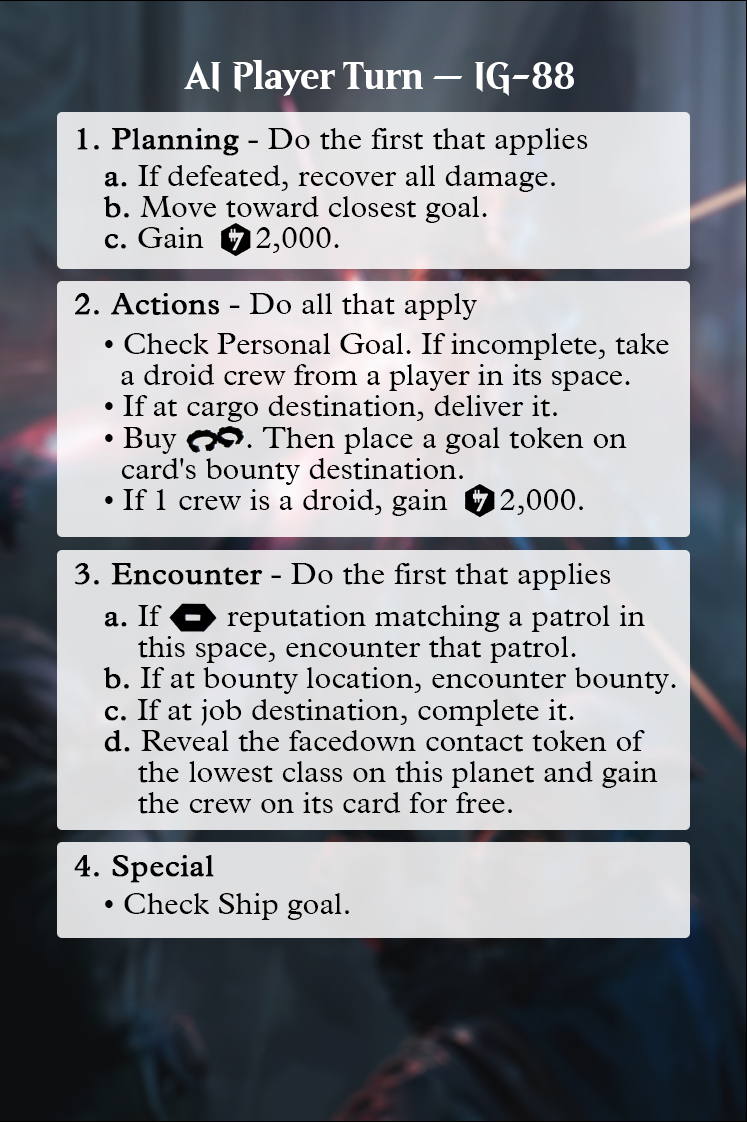 AI Player Turn — IG-88
1. Planning - Do the first that applies
a. If defeated, recover all damage.
b. Move toward closest goal.
c. Gain 2,000.
2. Actions - Do all that apply
• Check Personal Goal. If incomplete, take
a droid crew from a player in its space.
• If at cargo destination, deliver it.
• Buy . Then place a goal token on
card's bounty destination.
• If 1 crew is a droid, gain 2,000.
3. Encounter - Do the first that applies
a. If reputation matching a patrol in
this space, encounter that patrol.
b. If at bounty location, encounter bounty.
c. If at job destination, complete it.
d. Reveal the facedown contact token of
the lowest class on this planet and gain
the crew on its card for free.
4. Special
• Check Ship goal.